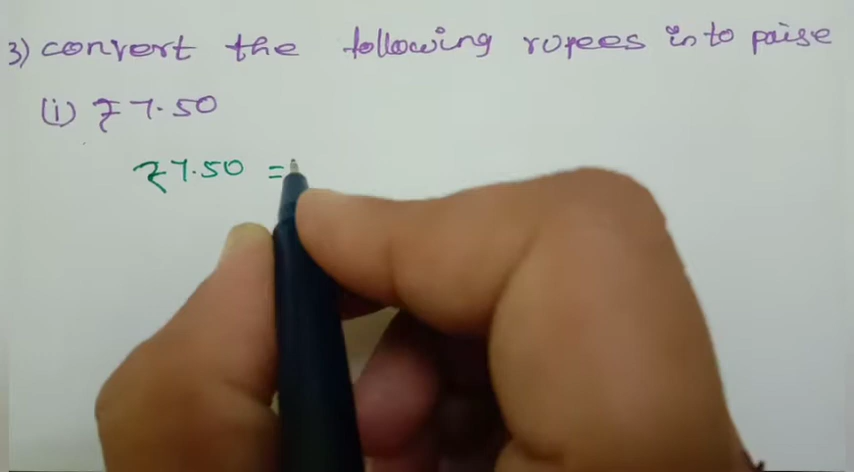 3) convert the following rupees into paise
(i) ₹7.50
₹7.50 =